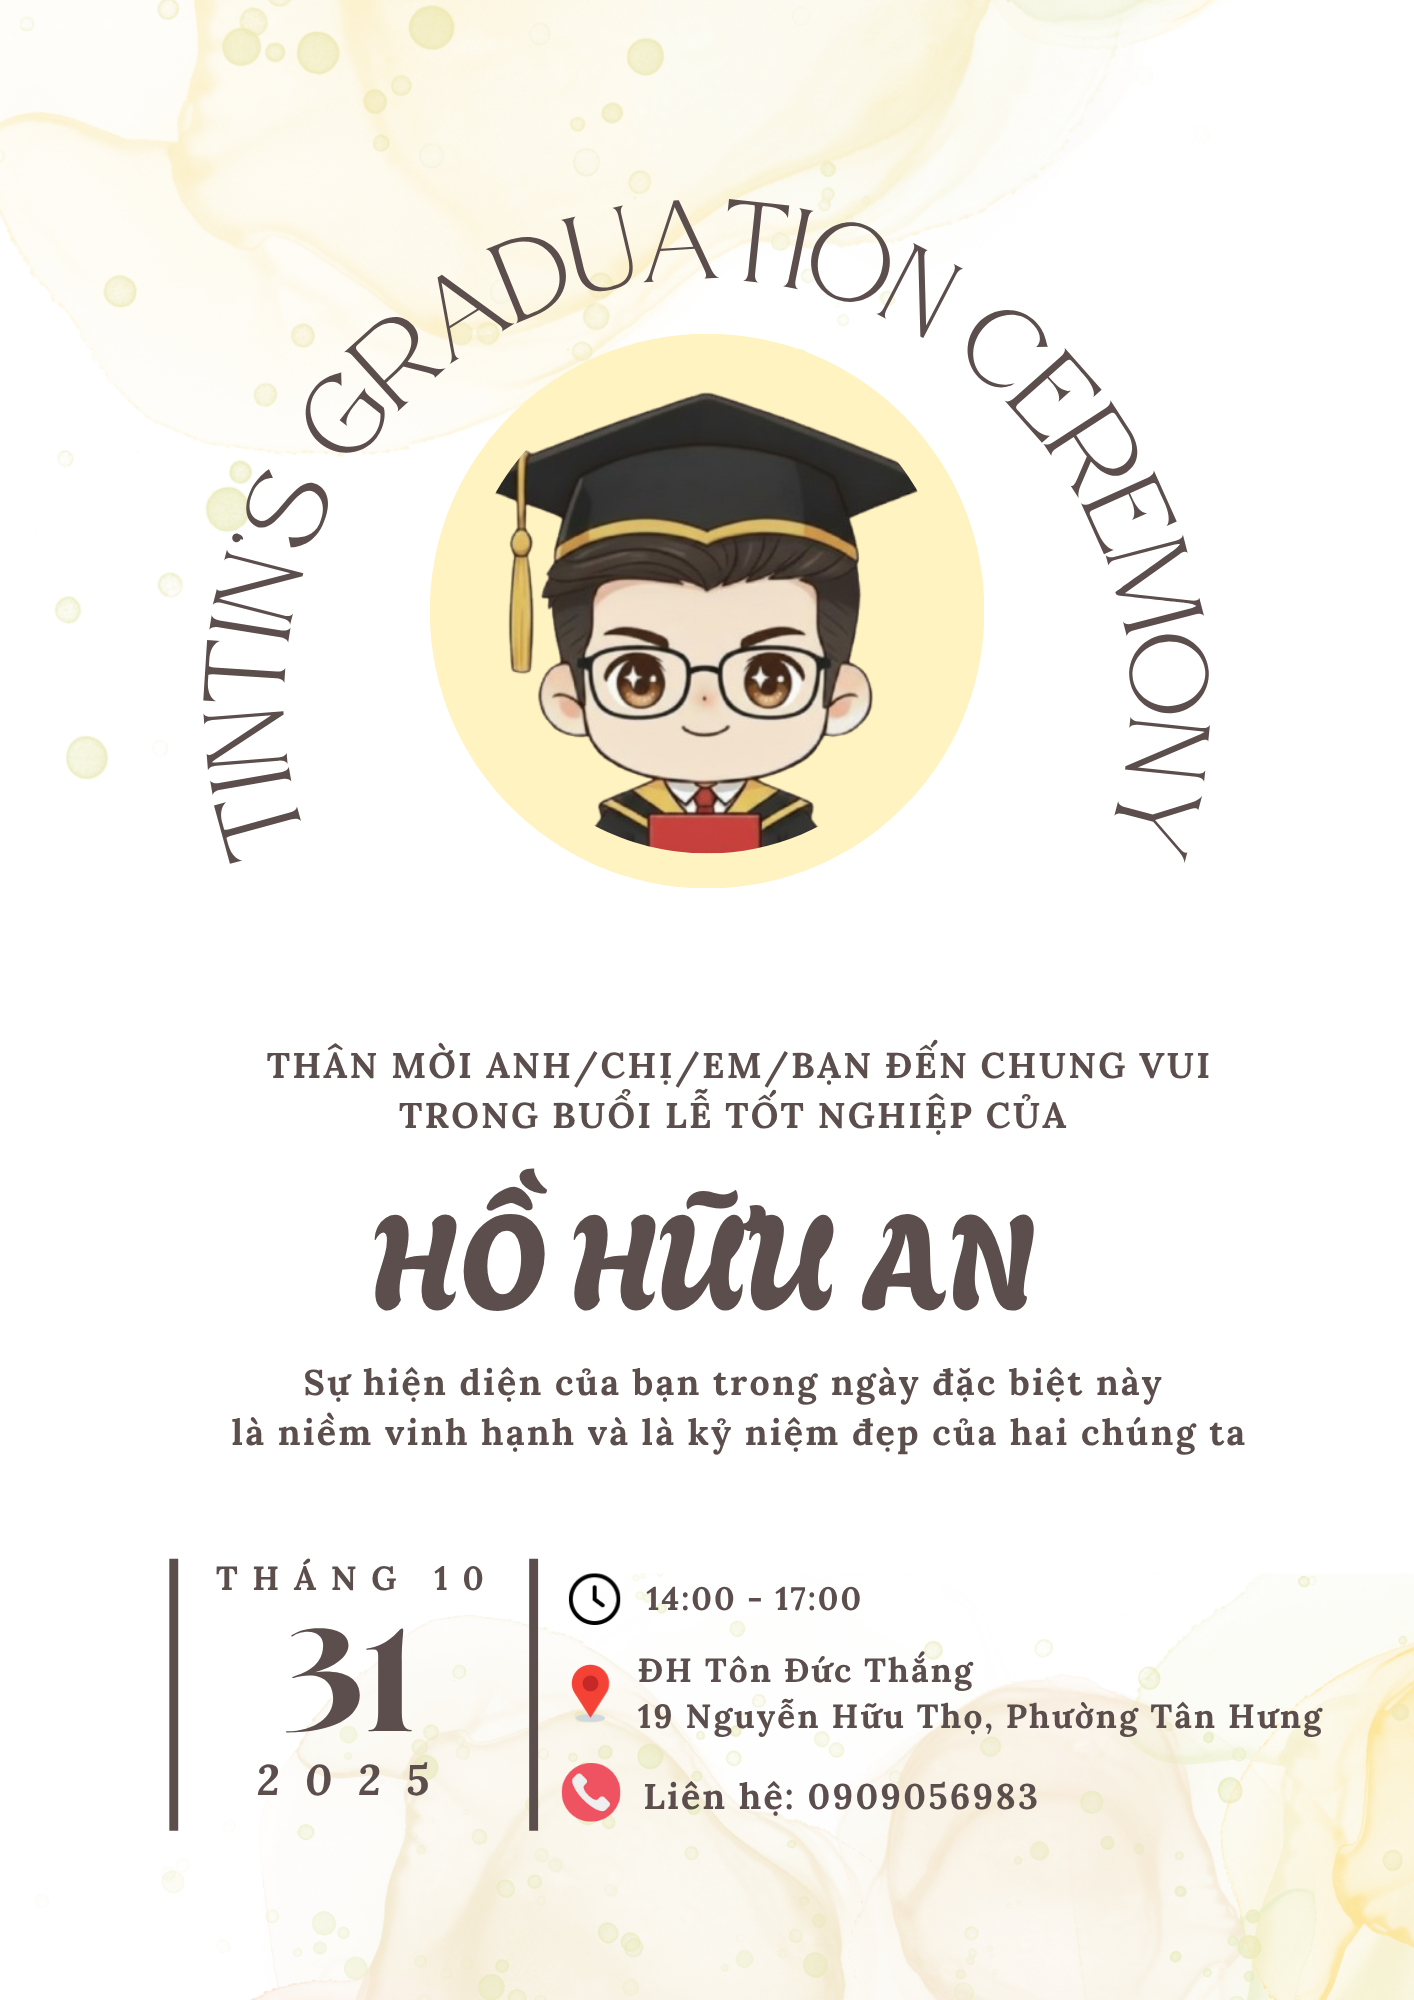 TINTIN'S GRADUATION CEREMONY
THÂN MỜI ANH/CHỊ/EM/BẠN ĐẾN CHUNG VUI
TRONG BUỔI LỄ TỐT NGHIỆP CỦA
HỒ HỮU AN
Sự hiện diện của bạn trong ngày đặc biệt này
là niềm vinh hạnh và là kỷ niệm đẹp của hai chúng ta
THÁNG 10
31
2025
14:00 - 17:00
ĐH Tôn Đức Thắng
19 Nguyễn Hữu Thọ, Phường Tân Hưng
Liên hệ: 0909056983